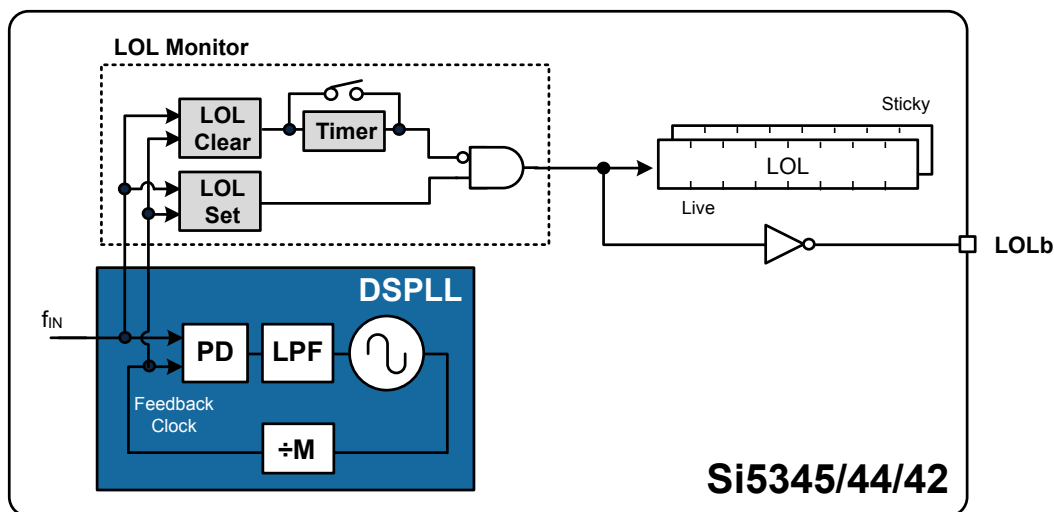 LOL Monitor
LOL
Clear
Timer
LOL
Set
Sticky
LOL
Live
LOLb
DSPLL
fIN
PD
LPF
Feedback
Clock
÷M
Si5345/44/42